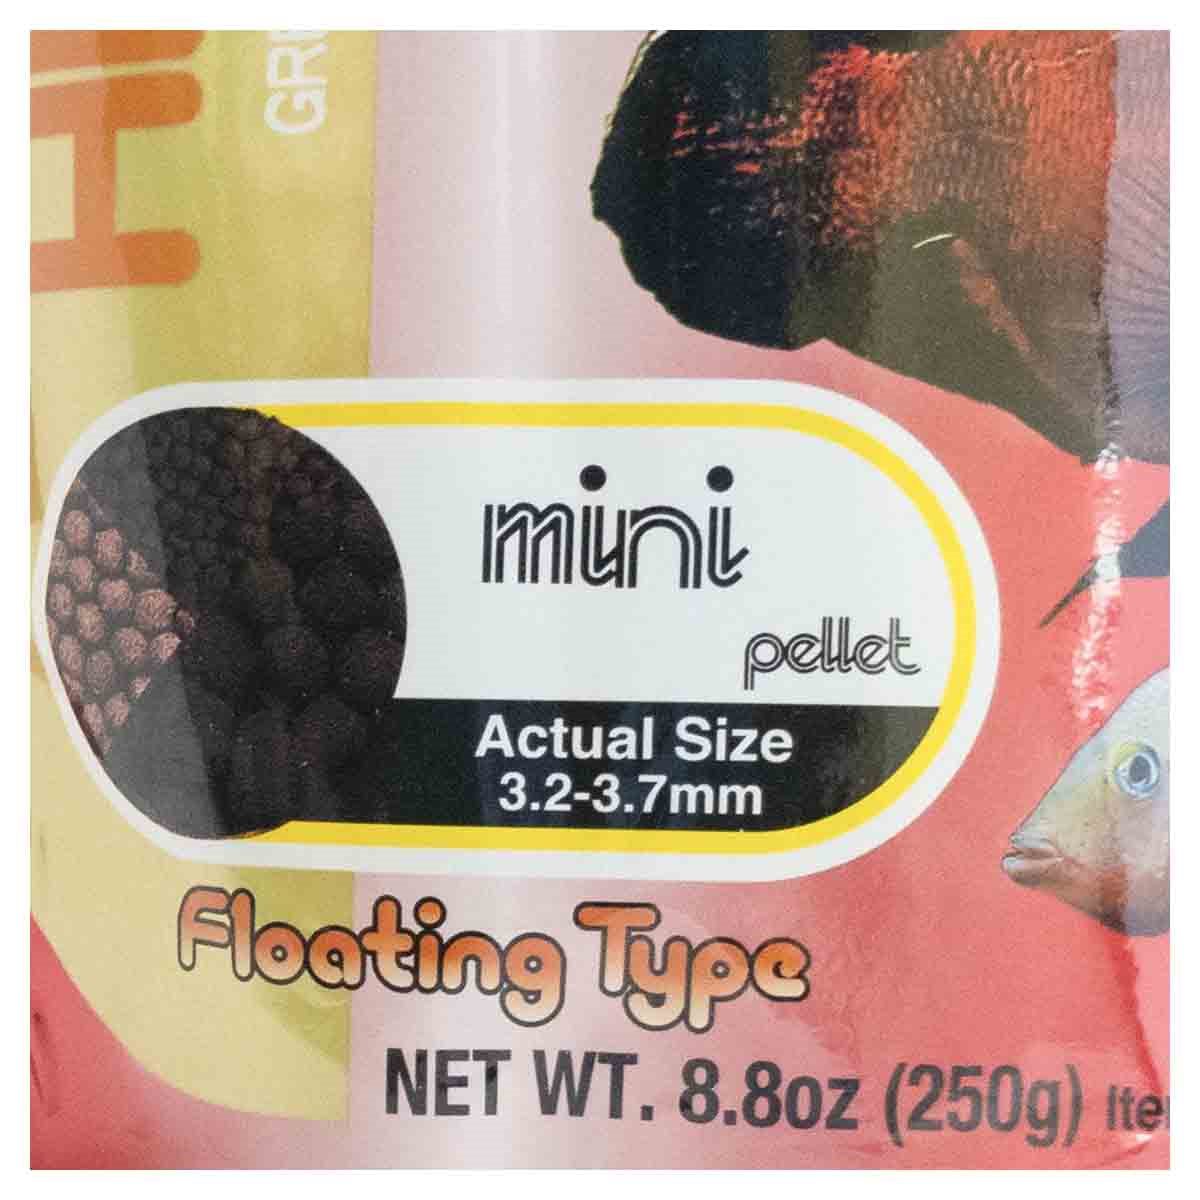 mini
pellet
Actual Size
3.2-3.7mm
Floating Type
NET WT. 8.8oz (250g)